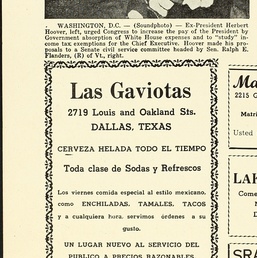 WASHINGTON, D.C. — (Soundphoto) — Ex-President Herbert
Hoover, left, urged Congress to increase the pay of the President by
Government absorption of White House expenses and to "study" in-
come tax exemptions for the Chief Executive. Hoover made his pro-
posals to a Senate civil service committee headed by Sen. Ralph E.
Flanders, (R) of Vt., right.
Las Gaviotas
2719 Louis and Oakland Sts.
DALLAS, TEXAS
CERVEZA HELADA TODO EL TIEMPO
Toda clase de Sodas y Refrescos
Los viernes comida especial al estilo mexicano,
como ENCHILADAS, TAMALES, TACOS
y a cualquiera hora, servimos órdenes a su
gusto.
UN LUGAR NUEVO AL SERVICIO DEL
PUBLICO A PRECIOS RAZONABLES
Ma
2215 G
Matri
Usted
LAK
Come
D
SRA